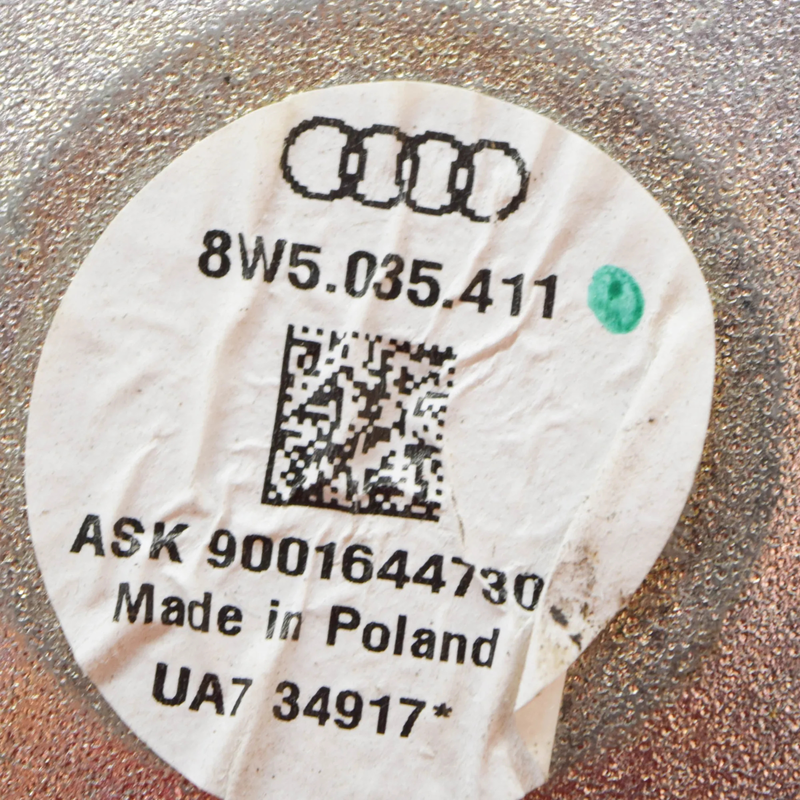 8W5.035.411
ASK 9001644730
Made in Poland
UA7 34917*